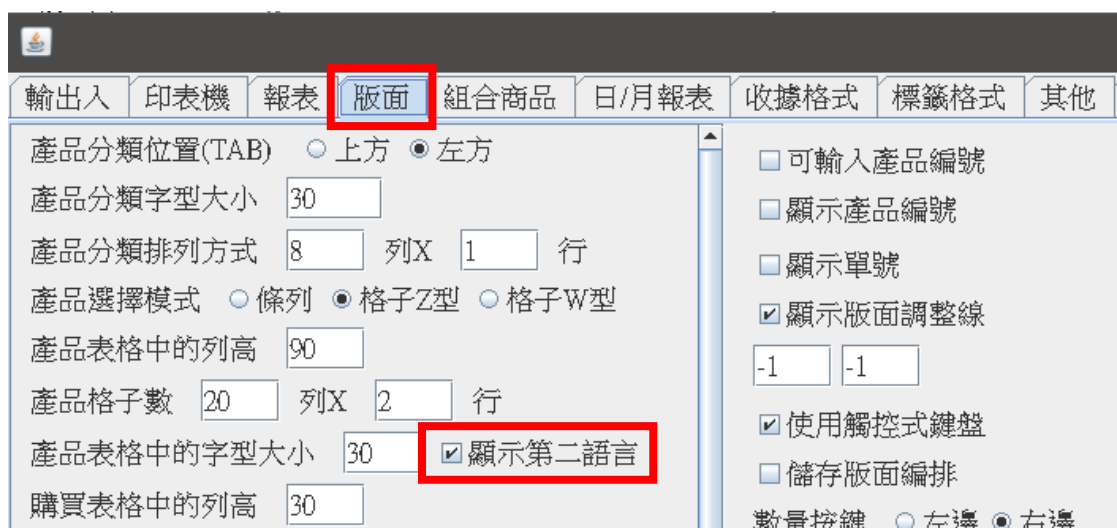 輸出入 印表機 報表 版面 組合商品 日/月報表 收據格式 標籤格式 其他
產品分類位置(TAB) 上方 左方
產品分類字型大小 30
產品分類排列方式 8 列X 1 行
產品選擇模式 條列 格子Z型 格子W型
產品表格中的列高 90
產品格子數 20 列X 2 行
產品表格中的字型大小 30 顯示第二語言
購買表格中的列高 30
可輸入產品編號
顯示產品編號
顯示單號
顯示版面調整線
-1 -1
使用觸控式鍵盤
儲存版面編排
數量按鍵 左邊 右邊